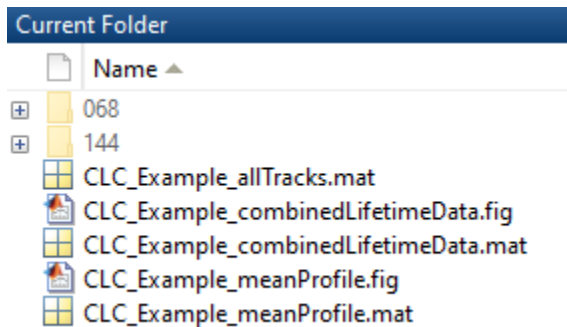 Current Folder
Name
068
144
CLC_Example_allTracks.mat
CLC_Example_combinedLifetimeData.fig
CLC_Example_combinedLifetimeData.mat
CLC_Example_meanProfile.fig
CLC_Example_meanProfile.mat